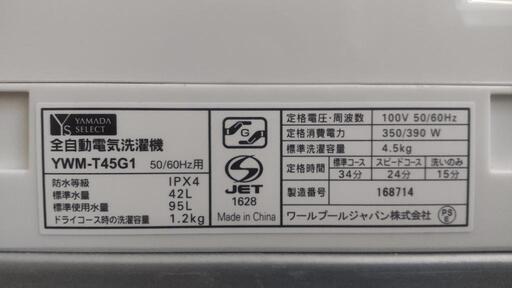 YS YAMADA SELECT
全自動電気洗濯機
YWM-T45G1 50/60Hz用
防水等級 IPX4
標準水量 42L
標準使用水量 95L
ドライコース時の洗濯容量 1.2kg
G
S
JET
1628
Made in China
定格電圧・周波数 100V 50/60Hz
定格消費電力 350/390 W
標準洗濯容量 4.5kg
定格時間 標準コース スピードコース 洗いのみ
34分 24分 15分
製造番号 168714
ワールプールジャパン株式会社 PS E